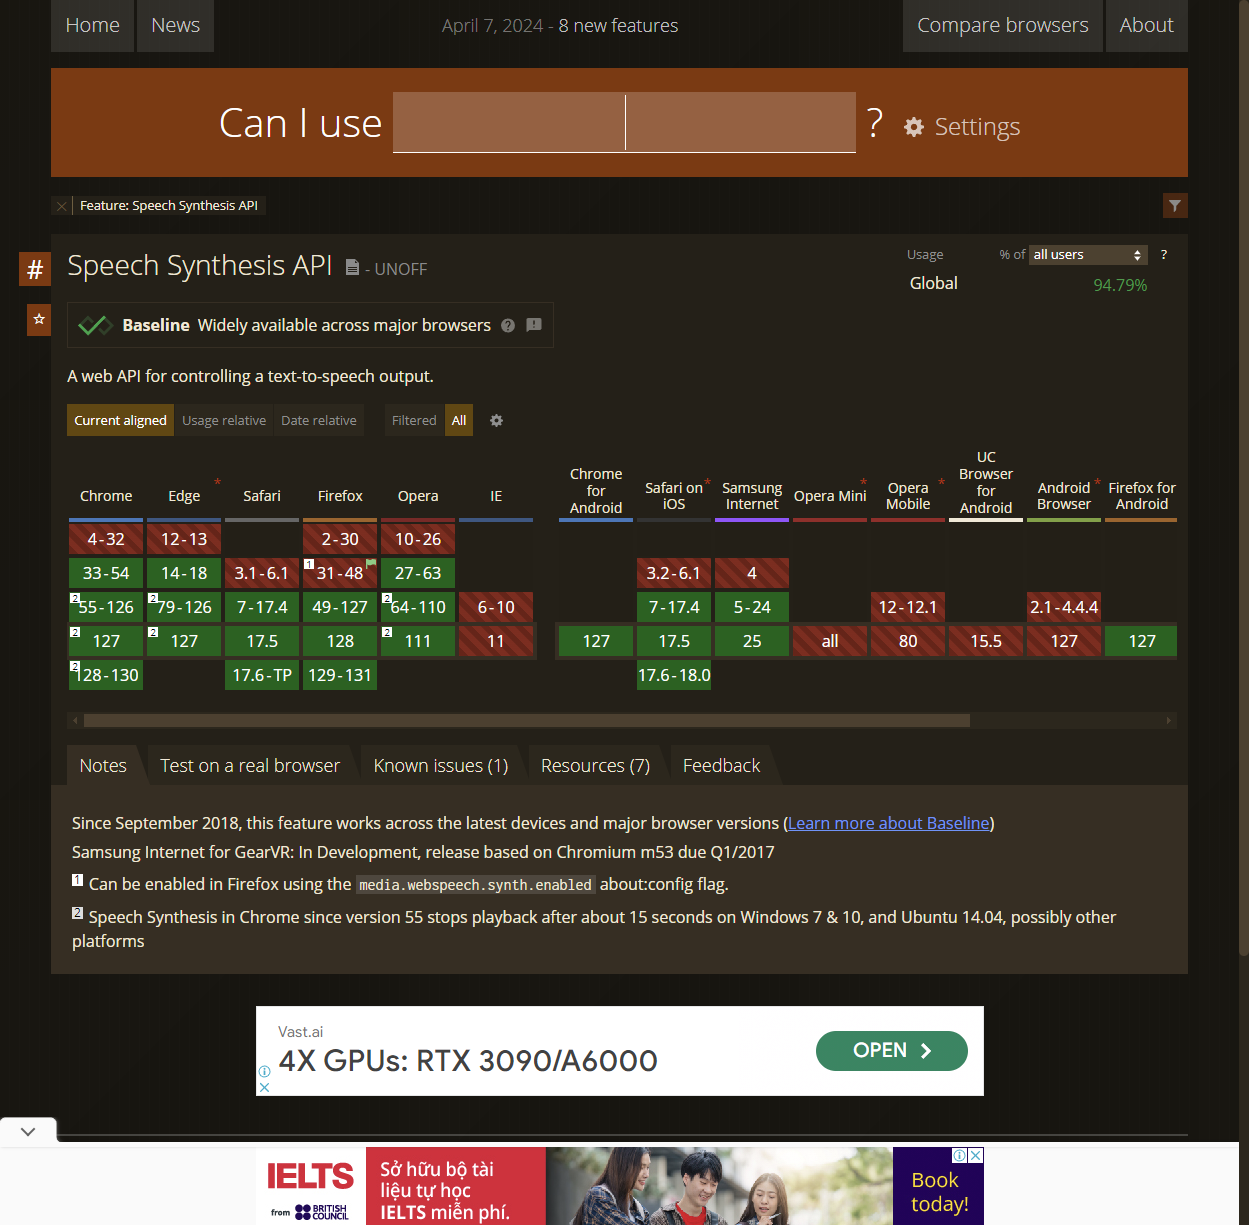 Home
News
April 7, 2024 - 8 new features
Compare browsers
About
Can I use
?
Settings
Feature: Speech Synthesis API
#
Speech Synthesis API
- UNOFF
Usage
% of
all users
?
Global
94.79%
Baseline Widely available across major browsers
A web API for controlling a text-to-speech output.
Current aligned
Usage relative
Date relative
Filtered
All
Chrome
Edge *
Safari
Firefox
Opera
IE
Chrome for Android
Safari on iOS *
Samsung Internet
Opera Mini *
Opera Mobile *
UC Browser for Android
Android Browser *
Firefox for Android
4-32 12-13 2-30 10-26
33-54 14-18 3.1-6.1 1 31-48 27-63 3.2-6.1 4
2 55-126 2 79-126 7-17.4 49-127 2 64-110 6-10 7-17.4 5-24 12-12.1 2.1-4.4.4
2 127 2 127 17.5 128 2 111 11 127 17.5 25 all 80 15.5 127 127
2 128-130 17.6-TP 129-131 17.6-18.0
Notes
Test on a real browser
Known issues (1)
Resources (7)
Feedback
Since September 2018, this feature works across the latest devices and major browser versions (Learn more about Baseline)
Samsung Internet for GearVR: In Development, release based on Chromium m53 due Q1/2017
1 Can be enabled in Firefox using the media.webspeech.synth.enabled about:config flag.
2 Speech Synthesis in Chrome since version 55 stops playback after about 15 seconds on Windows 7 & 10, and Ubuntu 14.04, possibly other
platforms
Vast.ai
4X GPUs: RTX 3090/A6000
OPEN
IELTS
from BRITISH
COUNCIL
Sở hữu bộ tài
liệu tự học
IELTS miễn phí.
Book
today!